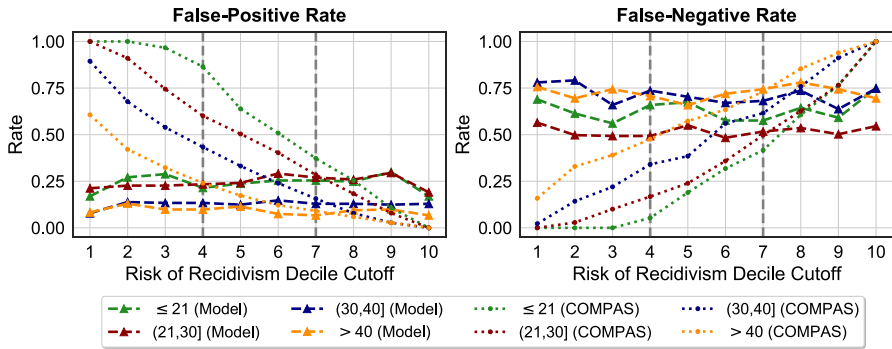 False-Positive Rate
Rate
1.00
0.75
0.50
0.25
0.00
1 2 3 4 5 6 7 8 9 10
Risk of Recidivism Decile Cutoff
False-Negative Rate
Rate
1.00
0.75
0.50
0.25
0.00
1 2 3 4 5 6 7 8 9 10
Risk of Recidivism Decile Cutoff
≤ 21 (Model) (30,40] (Model) ≤ 21 (COMPAS) (30,40] (COMPAS)
(21,30] (Model) > 40 (Model) (21,30] (COMPAS) > 40 (COMPAS)